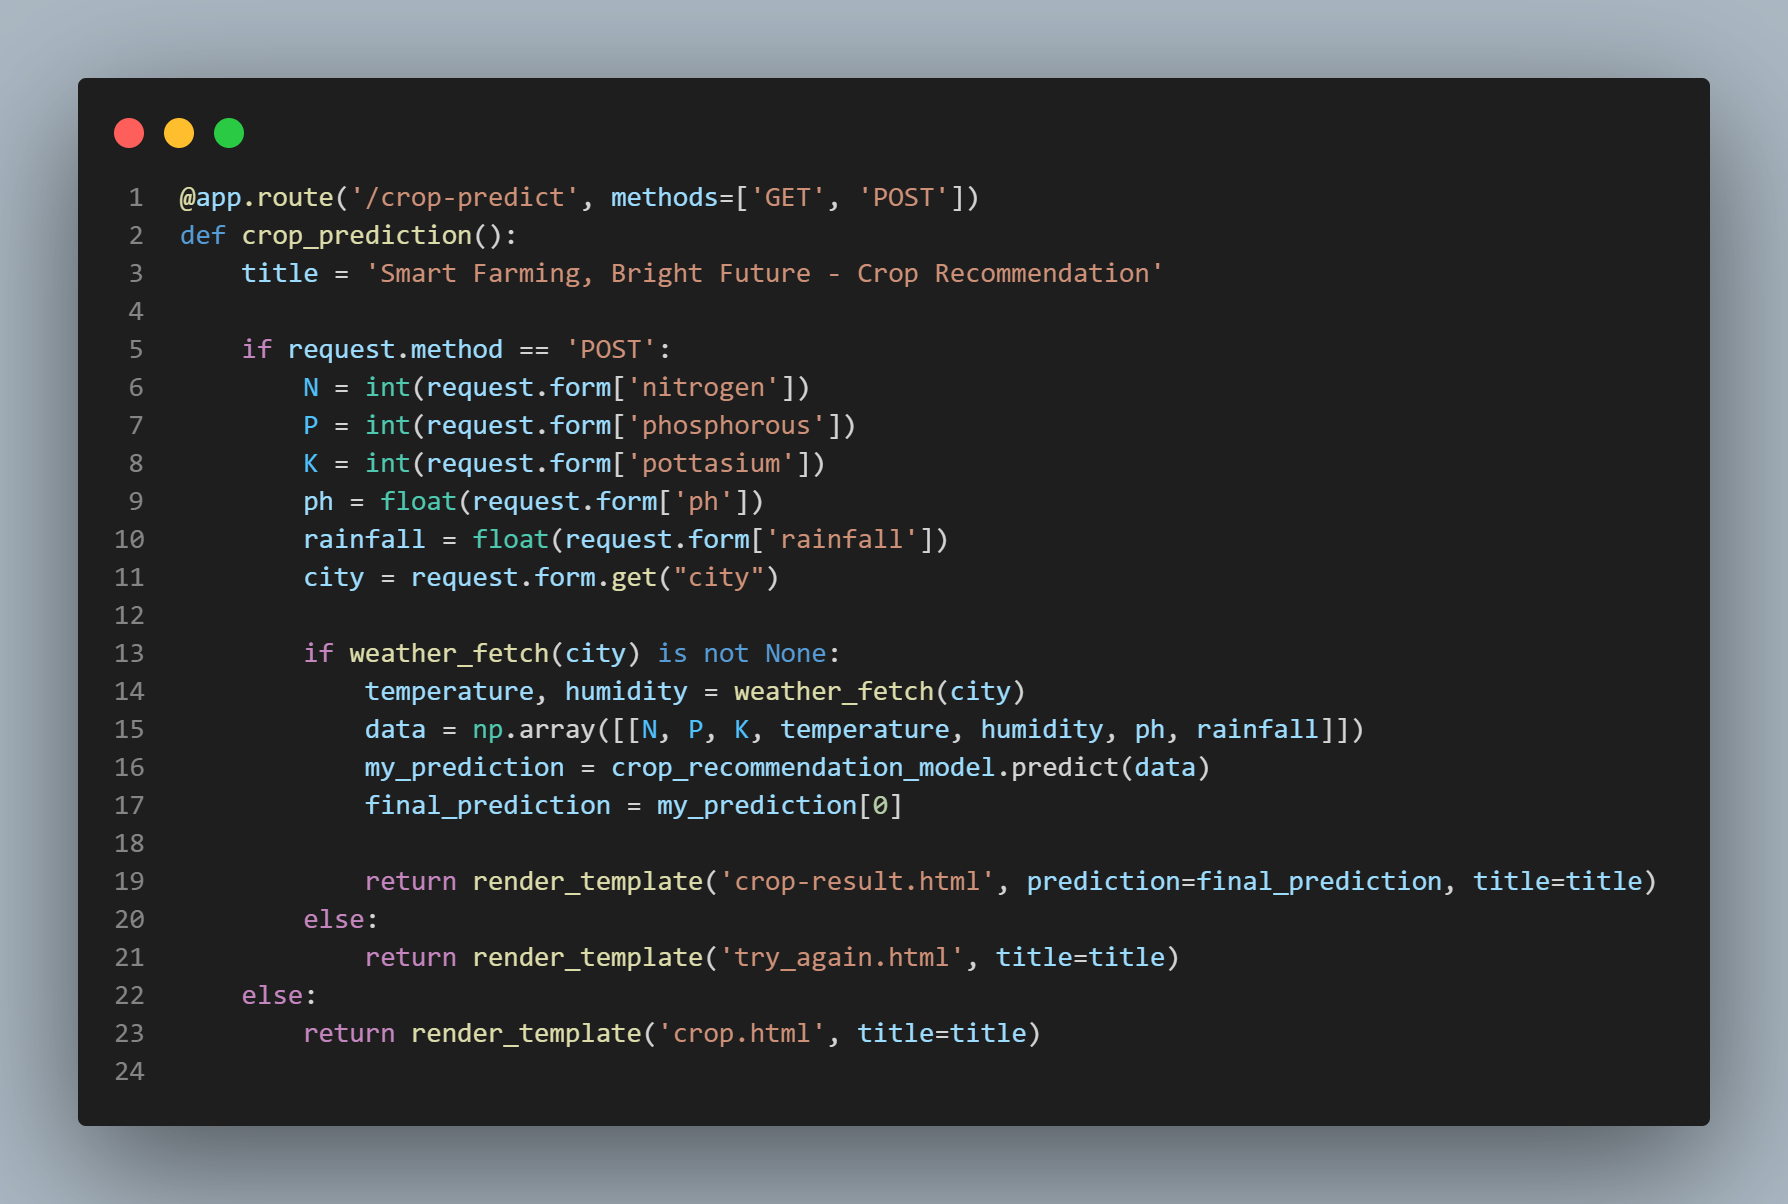 1 @app.route('/crop-predict', methods=['GET', 'POST'])
2 def crop_prediction():
3     title = 'Smart Farming, Bright Future - Crop Recommendation'
4
5     if request.method == 'POST':
6         N = int(request.form['nitrogen'])
7         P = int(request.form['phosphorous'])
8         K = int(request.form['pottasium'])
9         ph = float(request.form['ph'])
10         rainfall = float(request.form['rainfall'])
11         city = request.form.get("city")
12
13         if weather_fetch(city) is not None:
14             temperature, humidity = weather_fetch(city)
15             data = np.array([[N, P, K, temperature, humidity, ph, rainfall]])
16             my_prediction = crop_recommendation_model.predict(data)
17             final_prediction = my_prediction[0]
18
19             return render_template('crop-result.html', prediction=final_prediction, title=title)
20         else:
21             return render_template('try_again.html', title=title)
22     else:
23         return render_template('crop.html', title=title)
24